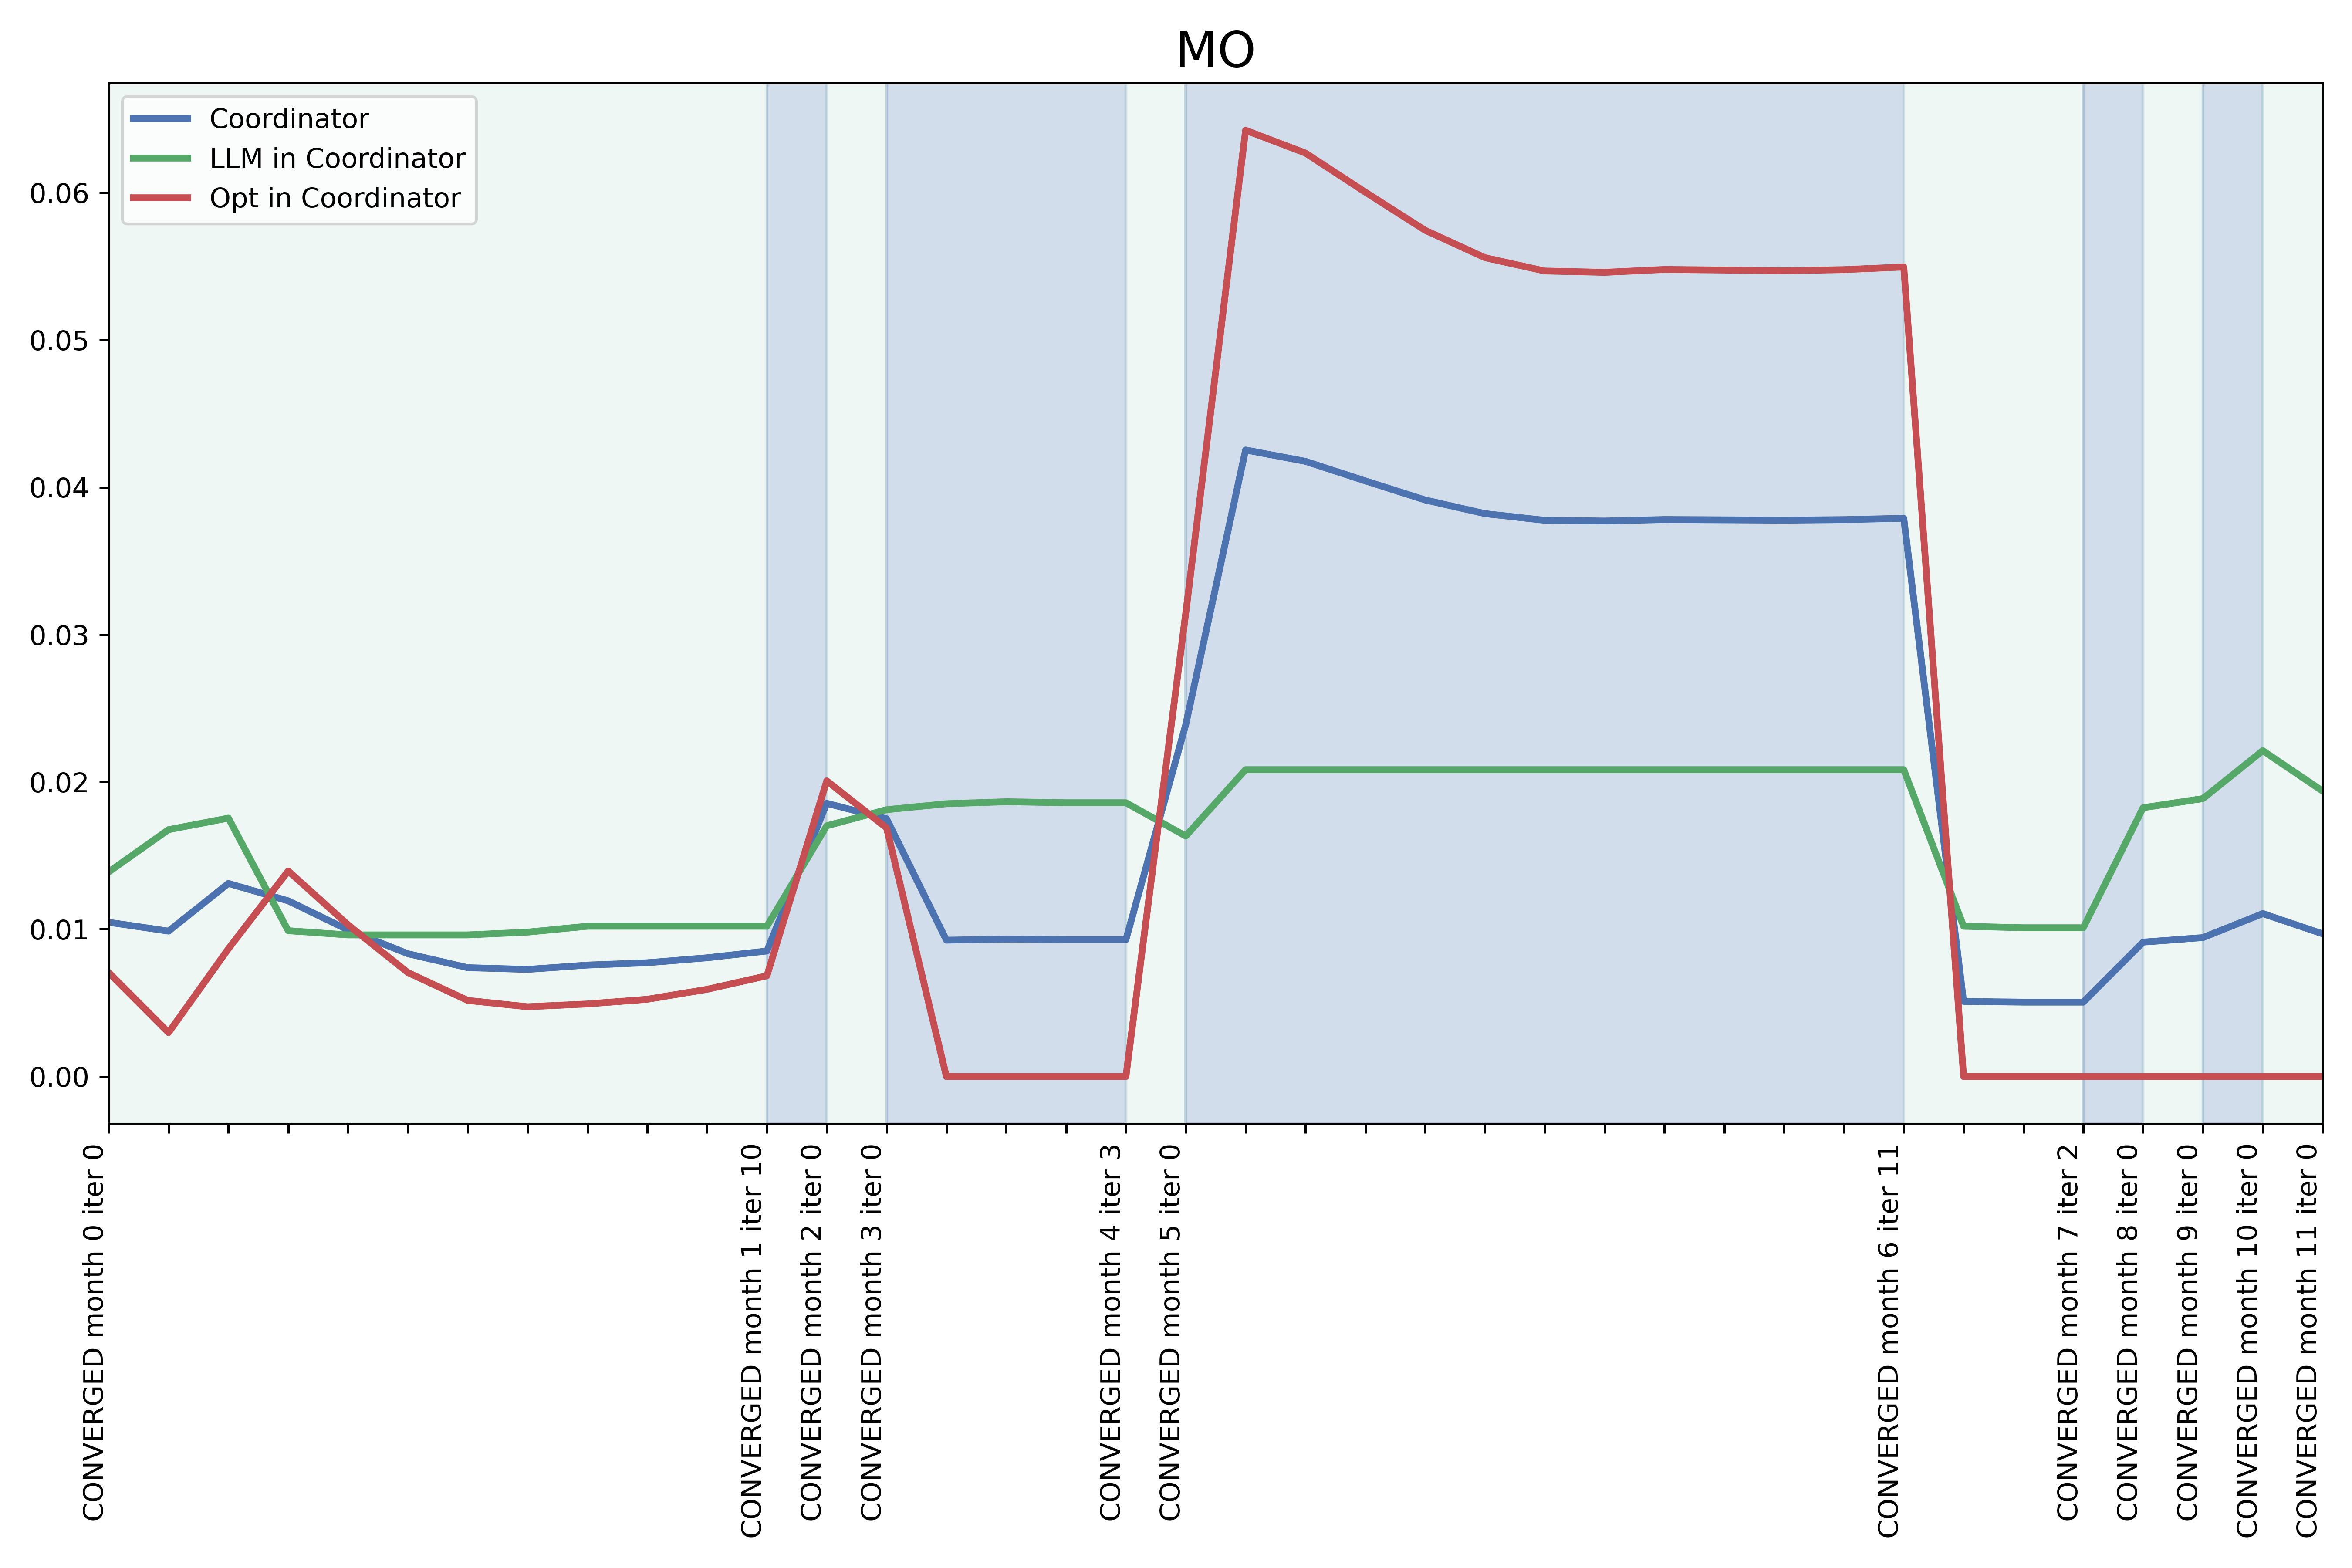 MO
Coordinator
LLM in Coordinator
Opt in Coordinator
0.06
0.05
0.04
0.03
0.02
0.01
0.00
CONVERGED month 0 iter 0
CONVERGED month 1 iter 10
CONVERGED month 2 iter 0
CONVERGED month 3 iter 0
CONVERGED month 4 iter 3
CONVERGED month 5 iter 0
CONVERGED month 6 iter 11
CONVERGED month 7 iter 2
CONVERGED month 8 iter 0
CONVERGED month 9 iter 0
CONVERGED month 10 iter 0
CONVERGED month 11 iter 0